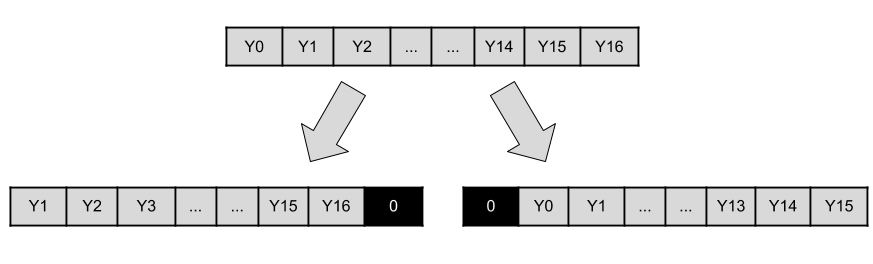 Y0 Y1 Y2 ... ... Y14 Y15 Y16
Y1 Y2 Y3 ... ... Y15 Y16 0
0 Y0 Y1 ... ... Y13 Y14 Y15